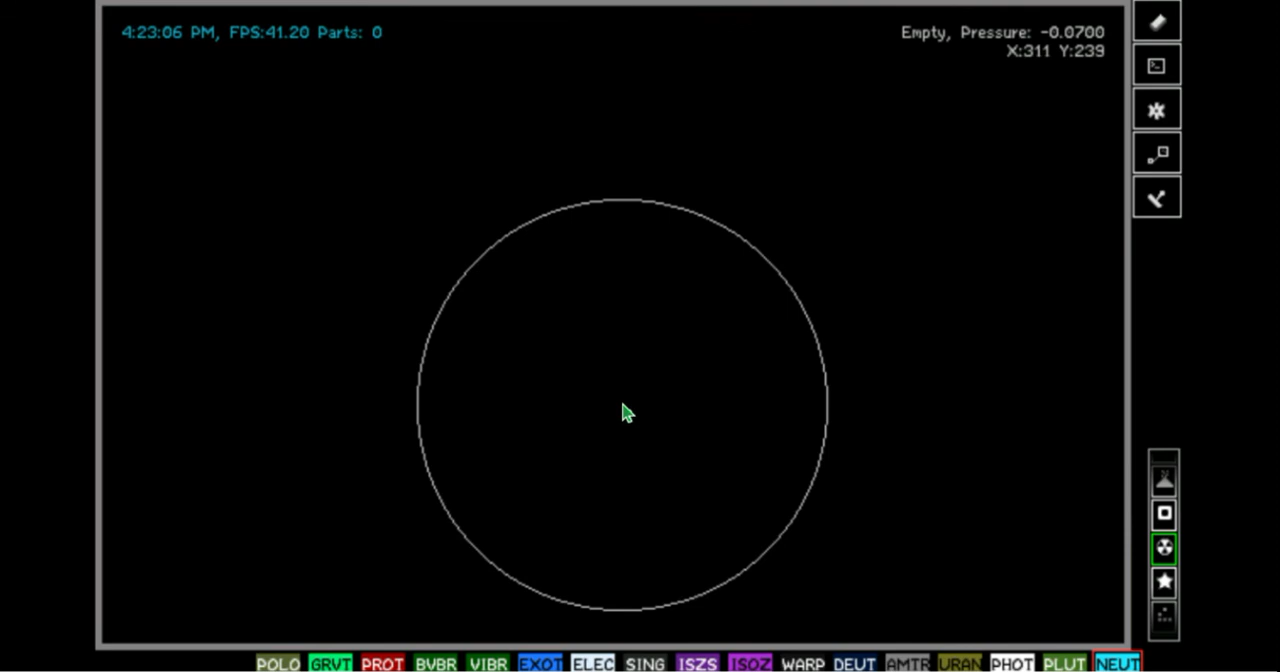 4:23:06 PM, FPS:41.20 Parts: 0
Empty, Pressure: -0.0700
X:311 Y:239
POLO GRVT PROT BVBR VIBR EXOT ELEC SING ISZS ISOZ WARP DEUT AMTR URAN PHOT PLUT NEUT